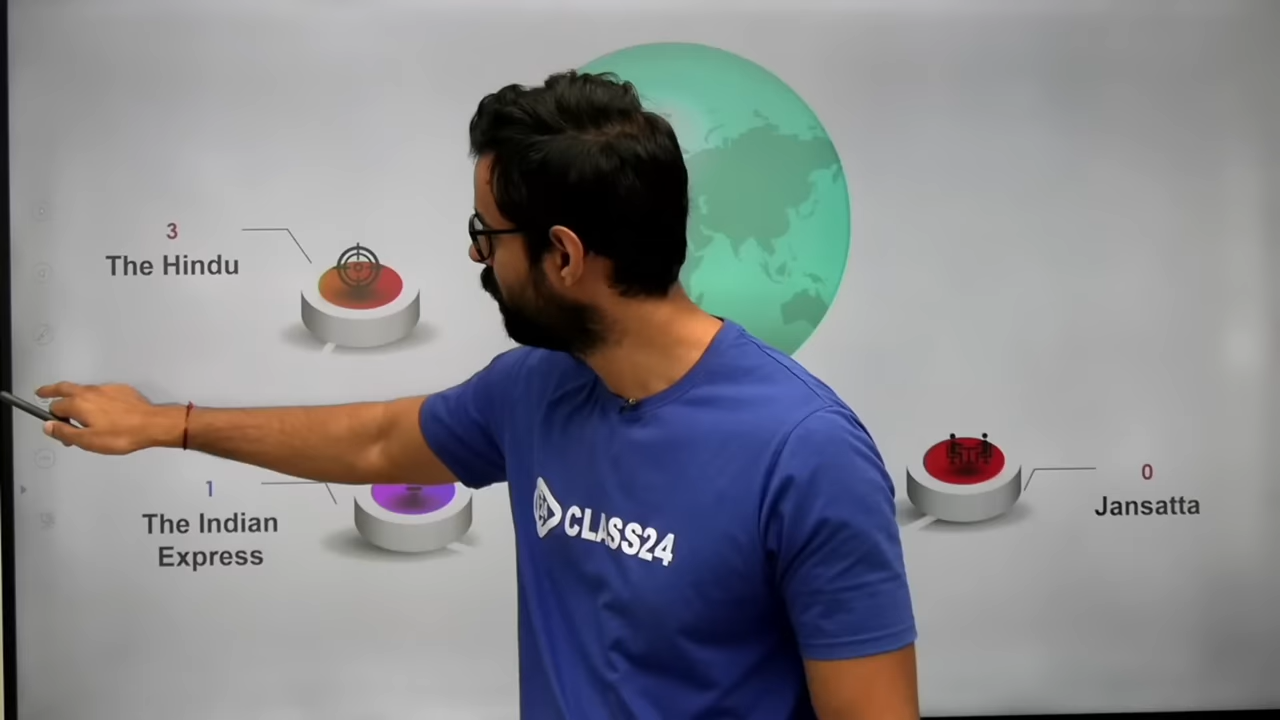 3
The Hindu
1
The Indian
Express
0
Jansatta
CLASS24